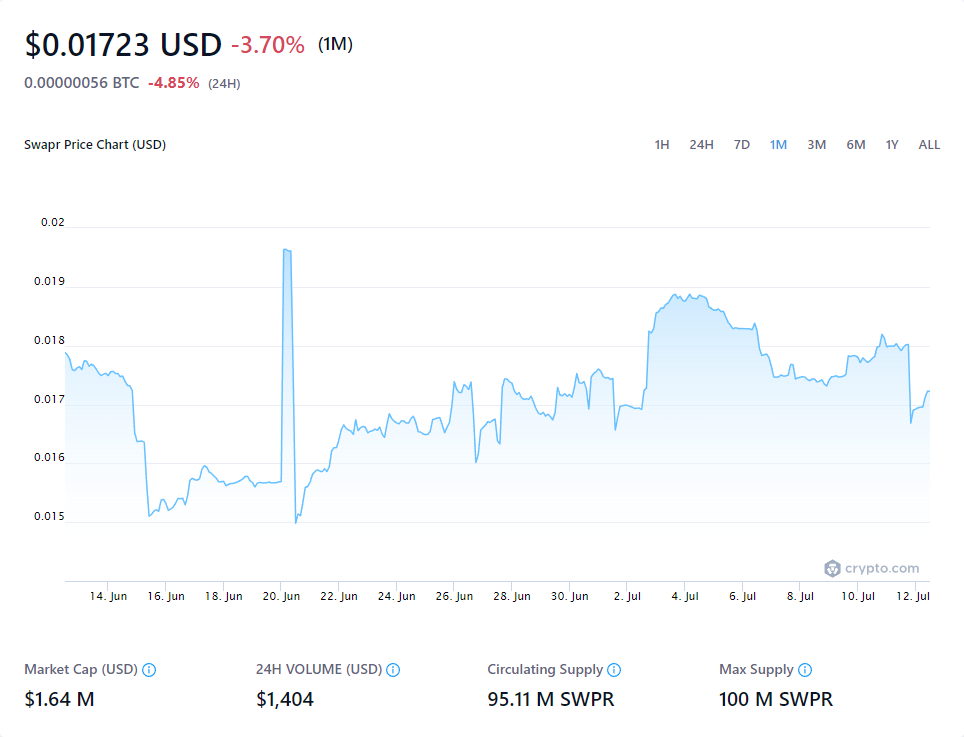 $0.01723 USD -3.70% (1M)
0.00000056 BTC -4.85% (24H)
Swapr Price Chart (USD) 1H 24H 7D 1M 3M 6M 1Y ALL
0.02
0.019
0.018
0.017
0.016
0.015
crypto.com
14. Jun 16. Jun 18. Jun 20. Jun 22. Jun 24. Jun 26. Jun 28. Jun 30. Jun 2. Jul 4. Jul 6. Jul 8. Jul 10. Jul 12. Jul
Market Cap (USD) 24H VOLUME (USD) Circulating Supply Max Supply
$1.64 M $1,404 95.11 M SWPR 100 M SWPR